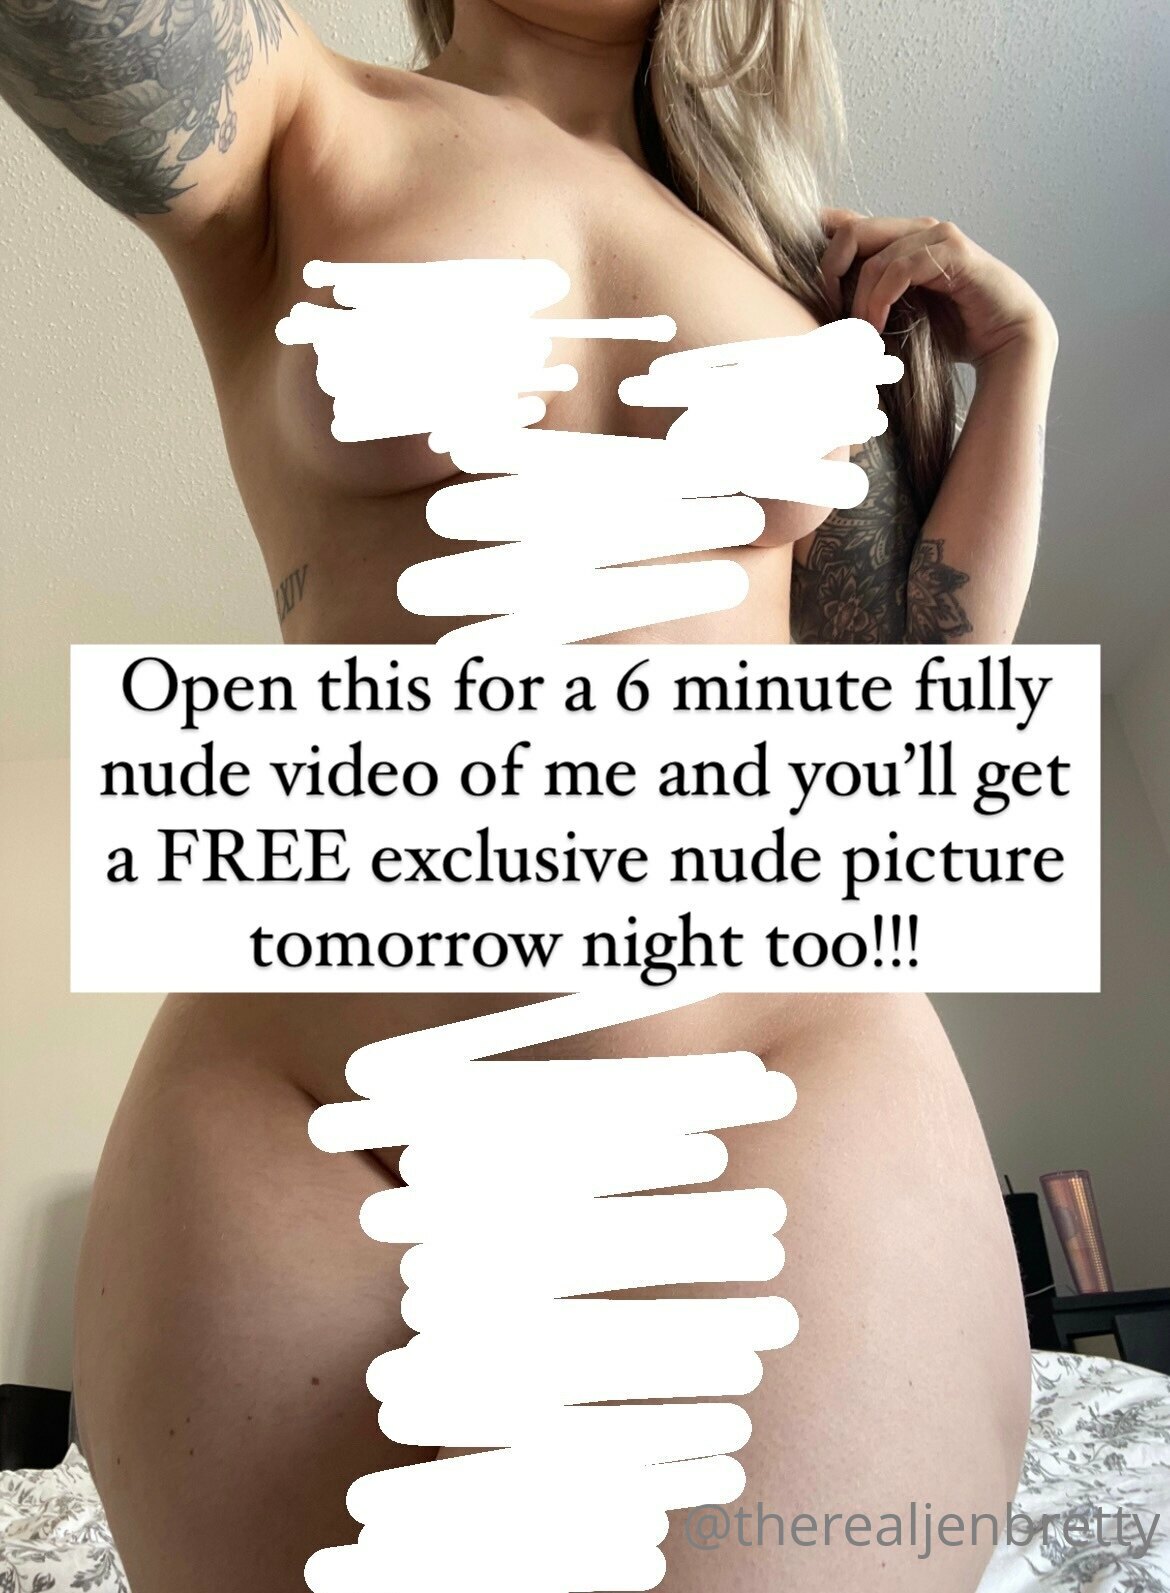 XIV
Open this for a 6 minute fully
nude video of me and you’ll get
a FREE exclusive nude picture
tomorrow night too!!!
@therealjenbretty